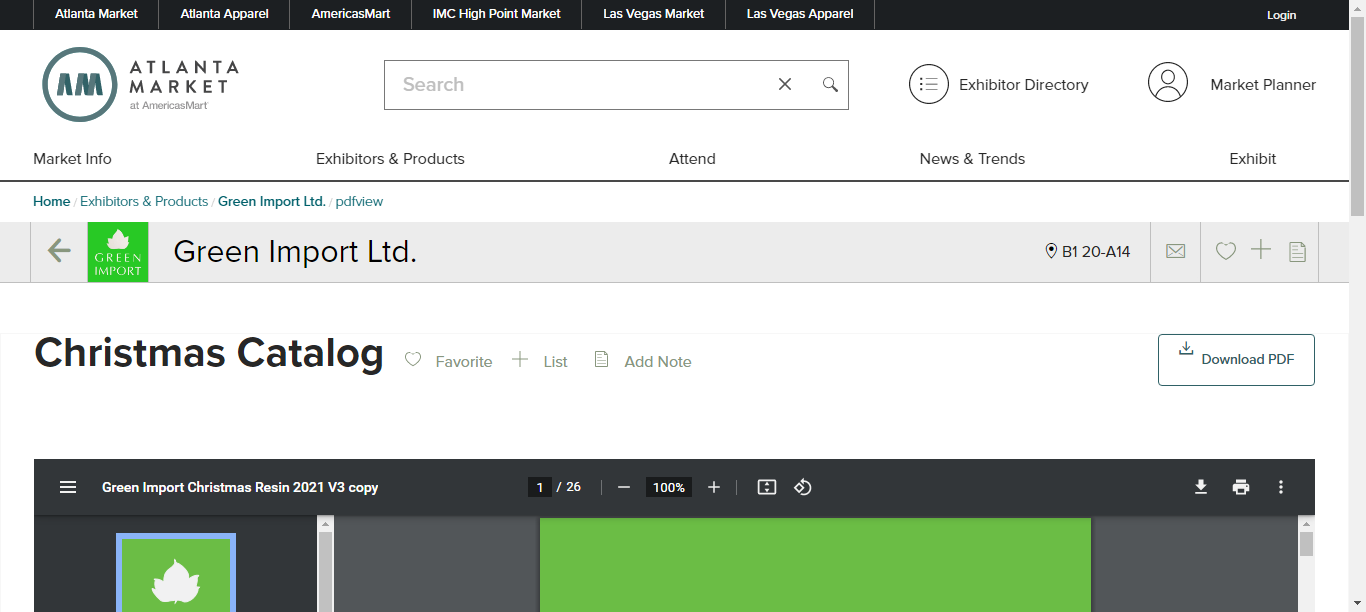 Atlanta Market Atlanta Apparel AmericasMart IMC High Point Market Las Vegas Market Las Vegas Apparel Login
AM ATLANTA
MARKET
at AmericasMart
Search
Exhibitor Directory
Market Planner
Market Info Exhibitors & Products Attend News & Trends Exhibit
Home / Exhibitors & Products / Green Import Ltd. / pdfview
GREEN
IMPORT
Green Import Ltd.
B1 20-A14
Christmas Catalog Favorite List Add Note Download PDF
Green Import Christmas Resin 2021 V3 copy 1 / 26 100%